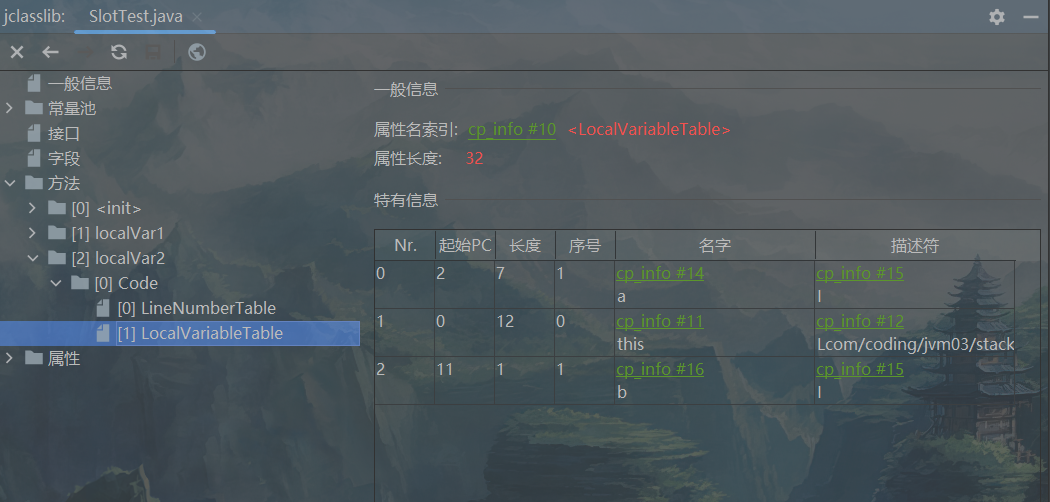 jclasslib: SlotTest.java
一般信息
常量池
接口
字段
方法
[0] <init>
[1] localVar1
[2] localVar2
[0] Code
[0] LineNumberTable
[1] LocalVariableTable
属性
一般信息
属性名索引: cp_info #10 <LocalVariableTable>
属性长度: 32
特有信息
Nr. 起始PC 长度 序号 名字 描述符
0 2 7 1 cp_info #14 cp_info #15
a I
1 0 12 0 cp_info #11 cp_info #12
this Lcom/coding/jvm03/stack
2 11 1 1 cp_info #16 cp_info #15
b I